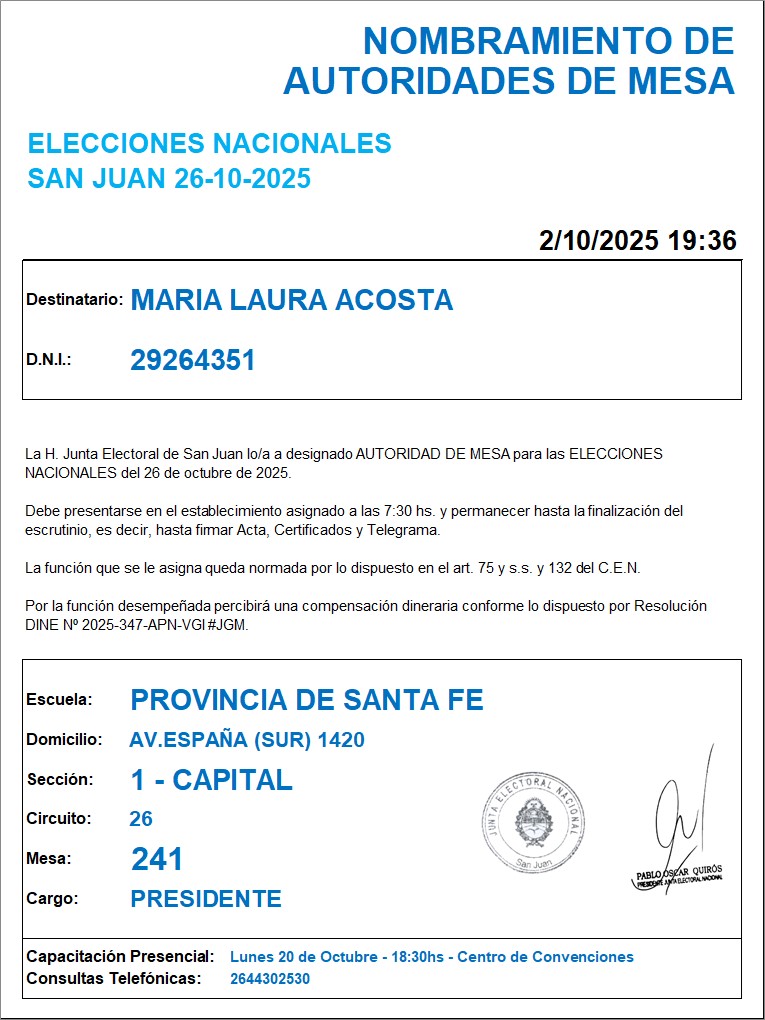 NOMBRAMIENTO DE
AUTORIDADES DE MESA
ELECCIONES NACIONALES
SAN JUAN 26-10-2025
2/10/2025 19:36
Destinatario: MARIA LAURA ACOSTA
D.N.I.: 29264351
La H. Junta Electoral de San Juan lo/a a designado AUTORIDAD DE MESA para las ELECCIONES
NACIONALES del 26 de octubre de 2025.
Debe presentarse en el establecimiento asignado a las 7:30 hs. y permanecer hasta la finalización del
escrutinio, es decir, hasta firmar Acta, Certificados y Telegrama.
La función que se le asigna queda normada por lo dispuesto en el art. 75 y s.s. y 132 del C.E.N.
Por la función desempeñada percibirá una compensación dineraria conforme lo dispuesto por Resolución
DINE Nº 2025-347-APN-VGI#JGM.
Escuela: PROVINCIA DE SANTA FE
Domicilio: AV.ESPAÑA (SUR) 1420
Sección: 1 - CAPITAL
Circuito: 26
Mesa: 241
Cargo: PRESIDENTE
JUNTA ELECTORAL NACIONAL
San Juan
PABLO OSCAR QUIRÓS
PRESIDENTE JUNTA ELECTORAL NACIONAL
Capacitación Presencial: Lunes 20 de Octubre - 18:30hs - Centro de Convenciones
Consultas Telefónicas: 2644302530